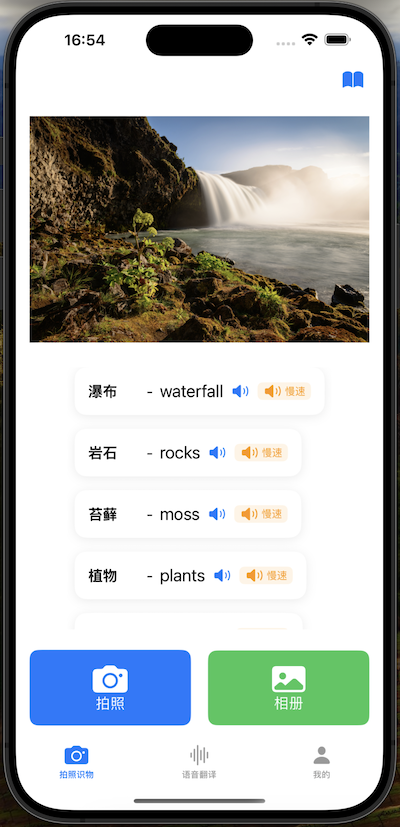 16:54
瀑布 - waterfall 慢速
岩石 - rocks 慢速
苔藓 - moss 慢速
植物 - plants 慢速
拍照
相册
拍照识物
语音翻译
我的